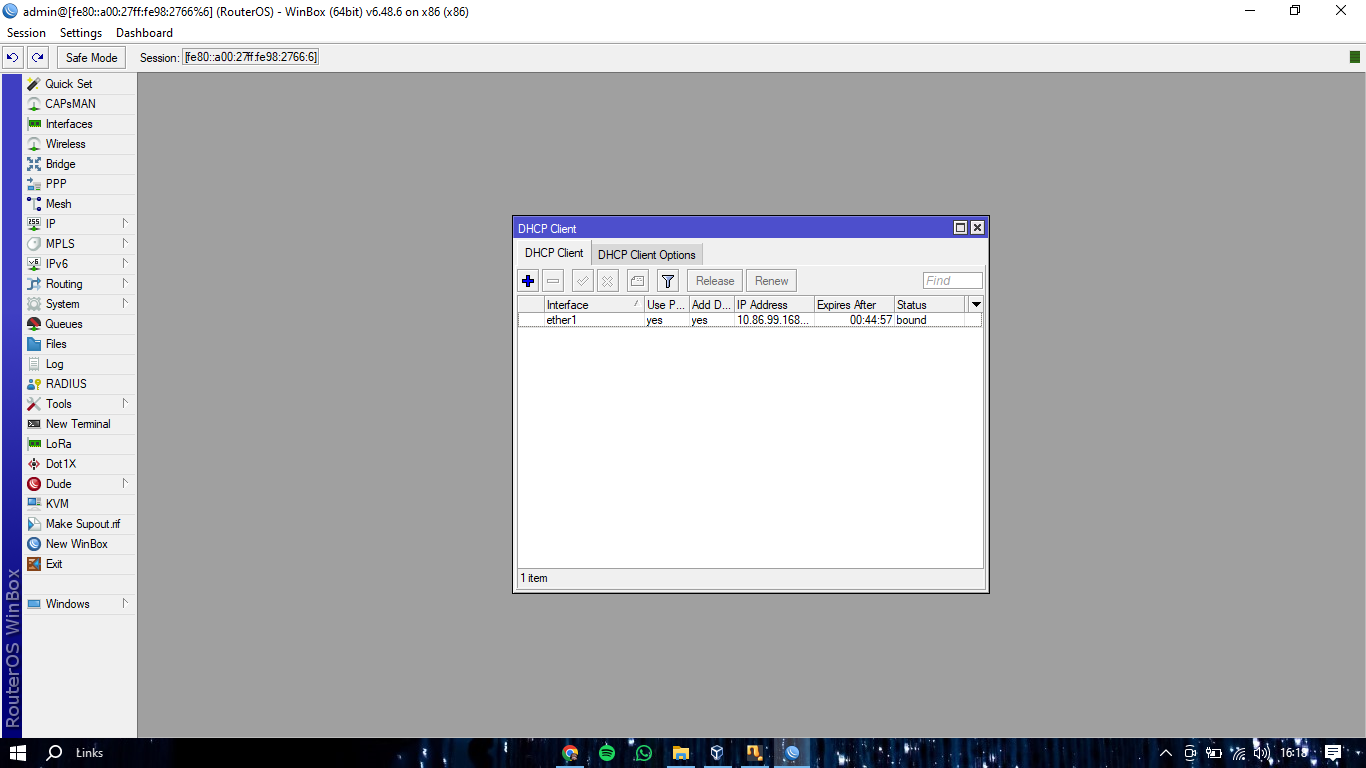 admin@[fe80::a00:27ff:fe98:2766%6] (RouterOS) - WinBox (64bit) v6.48.6 on x86 (x86)
Session Settings Dashboard
Safe Mode Session: [fe80::a00:27ff:fe98:2766:6]
Quick Set
CAPsMAN
Interfaces
Wireless
Bridge
PPP
Mesh
IP
MPLS
IPv6
Routing
System
Queues
Files
Log
RADIUS
Tools
New Terminal
LoRa
Dot1X
Dude
KVM
Make Supout.rif
New WinBox
Exit
Windows
RouterOS WinBox
DHCP Client
DHCP Client DHCP Client Options
Release Renew Find
Interface Use P... Add D... IP Address Expires After Status
ether1 yes yes 10.86.99.168... 00:44:57 bound
1 item
Łinks 16:18